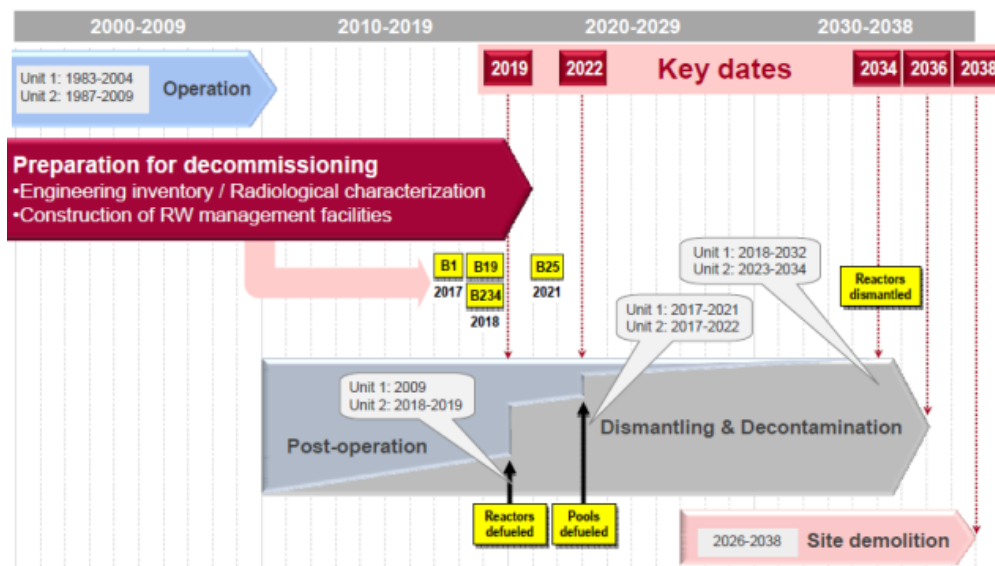 2000-2009
2010-2019
2020-2029
2030-2038
Unit 1: 1983-2004
Unit 2: 1987-2009
Operation
2019
2022
Key dates
2034
2036
2038
Preparation for decommissioning
•Engineering inventory / Radiological characterization
•Construction of RW management facilities
B1
B19
B25
2017
B234
2021
2018
Unit 1: 2018-2032
Unit 2: 2023-2034
Reactors
dismantled
Unit 1: 2017-2021
Unit 2: 2017-2022
Unit 1: 2009
Unit 2: 2018-2019
Post-operation
Dismantling & Decontamination
Reactors
defueled
Pools
defueled
2026-2038
Site demolition